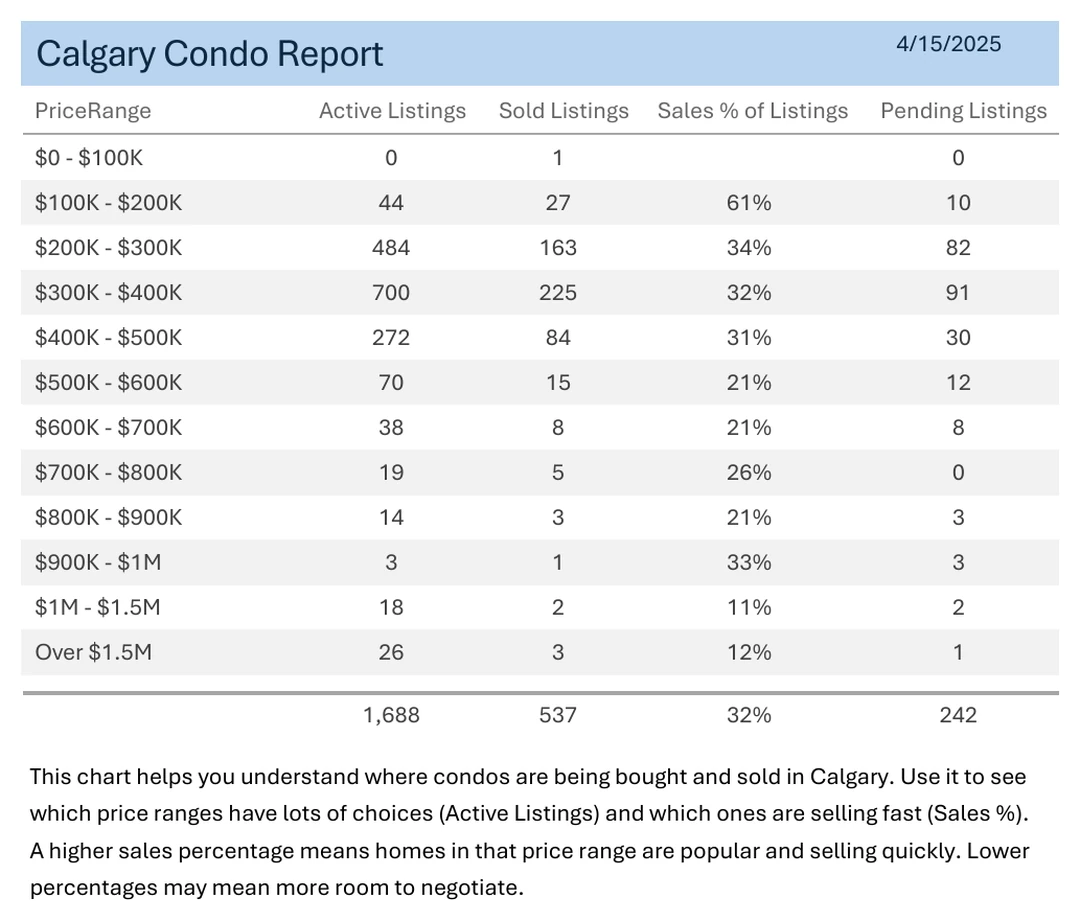 Calgary Condo Report 4/15/2025
PriceRange Active Listings Sold Listings Sales % of Listings Pending Listings
$0 - $100K 0 1 0
$100K - $200K 44 27 61% 10
$200K - $300K 484 163 34% 82
$300K - $400K 700 225 32% 91
$400K - $500K 272 84 31% 30
$500K - $600K 70 15 21% 12
$600K - $700K 38 8 21% 8
$700K - $800K 19 5 26% 0
$800K - $900K 14 3 21% 3
$900K - $1M 3 1 33% 3
$1M - $1.5M 18 2 11% 2
Over $1.5M 26 3 12% 1
1,688 537 32% 242
This chart helps you understand where condos are being bought and sold in Calgary. Use it to see
which price ranges have lots of choices (Active Listings) and which ones are selling fast (Sales %).
A higher sales percentage means homes in that price range are popular and selling quickly. Lower
percentages may mean more room to negotiate.